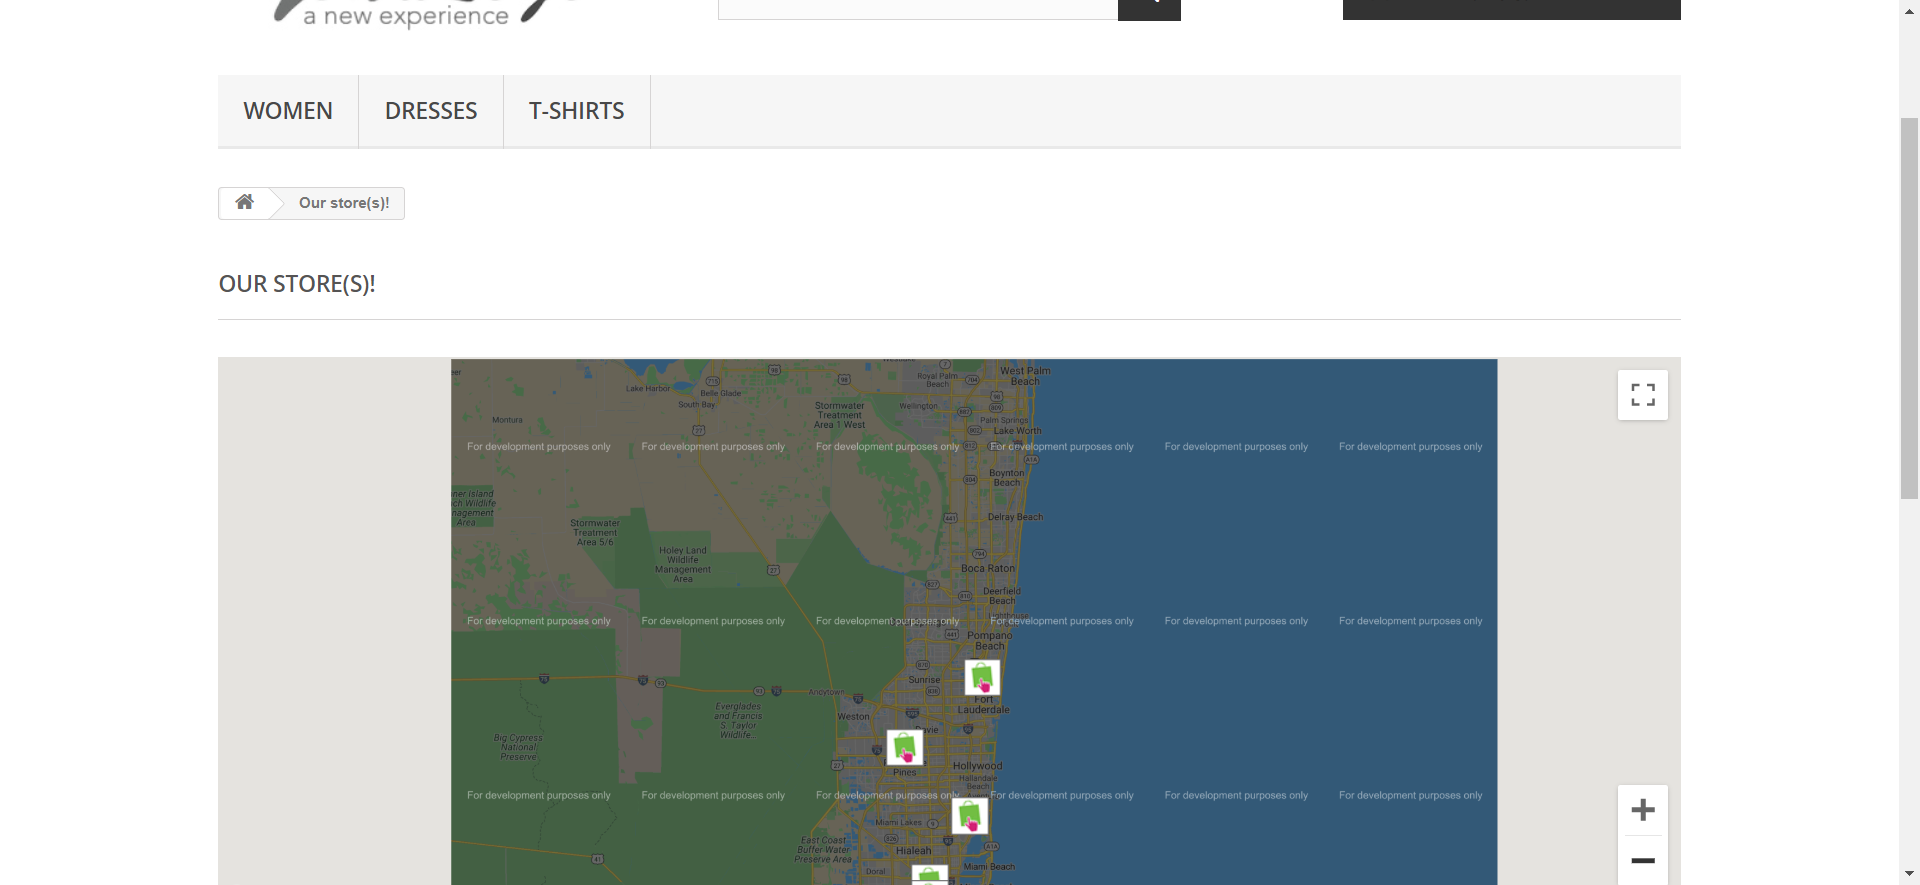 a new experience
WOMEN
DRESSES
T-SHIRTS
Our store(s)!
OUR STORE(S)!
Royal Palm
Beach
West Palm
Beach
Lake Harbor
Belle Glade
South Bay
Montura
Stormwater
Treatment
Area 1 West
Wellington
Palm Springs
Lake Worth
For development purposes only
For development purposes only
For development purposes only
For development purposes only
For development purposes only
For development purposes only
Boynton
Beach
Delray Beach
Stormwater
Treatment
Area 5/6
Holey Land
Wildlife
Management
Area
Boca Raton
Deerfield
Beach
For development purposes only
For development purposes only
For development purposes only
For development purposes only
For development purposes only
For development purposes only
Pompano
Beach
Sunrise
Andytown
Fort
Lauderdale
Weston
Everglades
and Francis
S. Taylor
Wildlife...
Big Cypress
National
Preserve
Hollywood
Pines
Hallandale
Beach
For development purposes only
For development purposes only
For development purposes only
For development purposes only
For development purposes only
For development purposes only
Miami Lakes
East Coast
Buffer Water
Preserve Area
Hialeah
Miami Beach
Doral